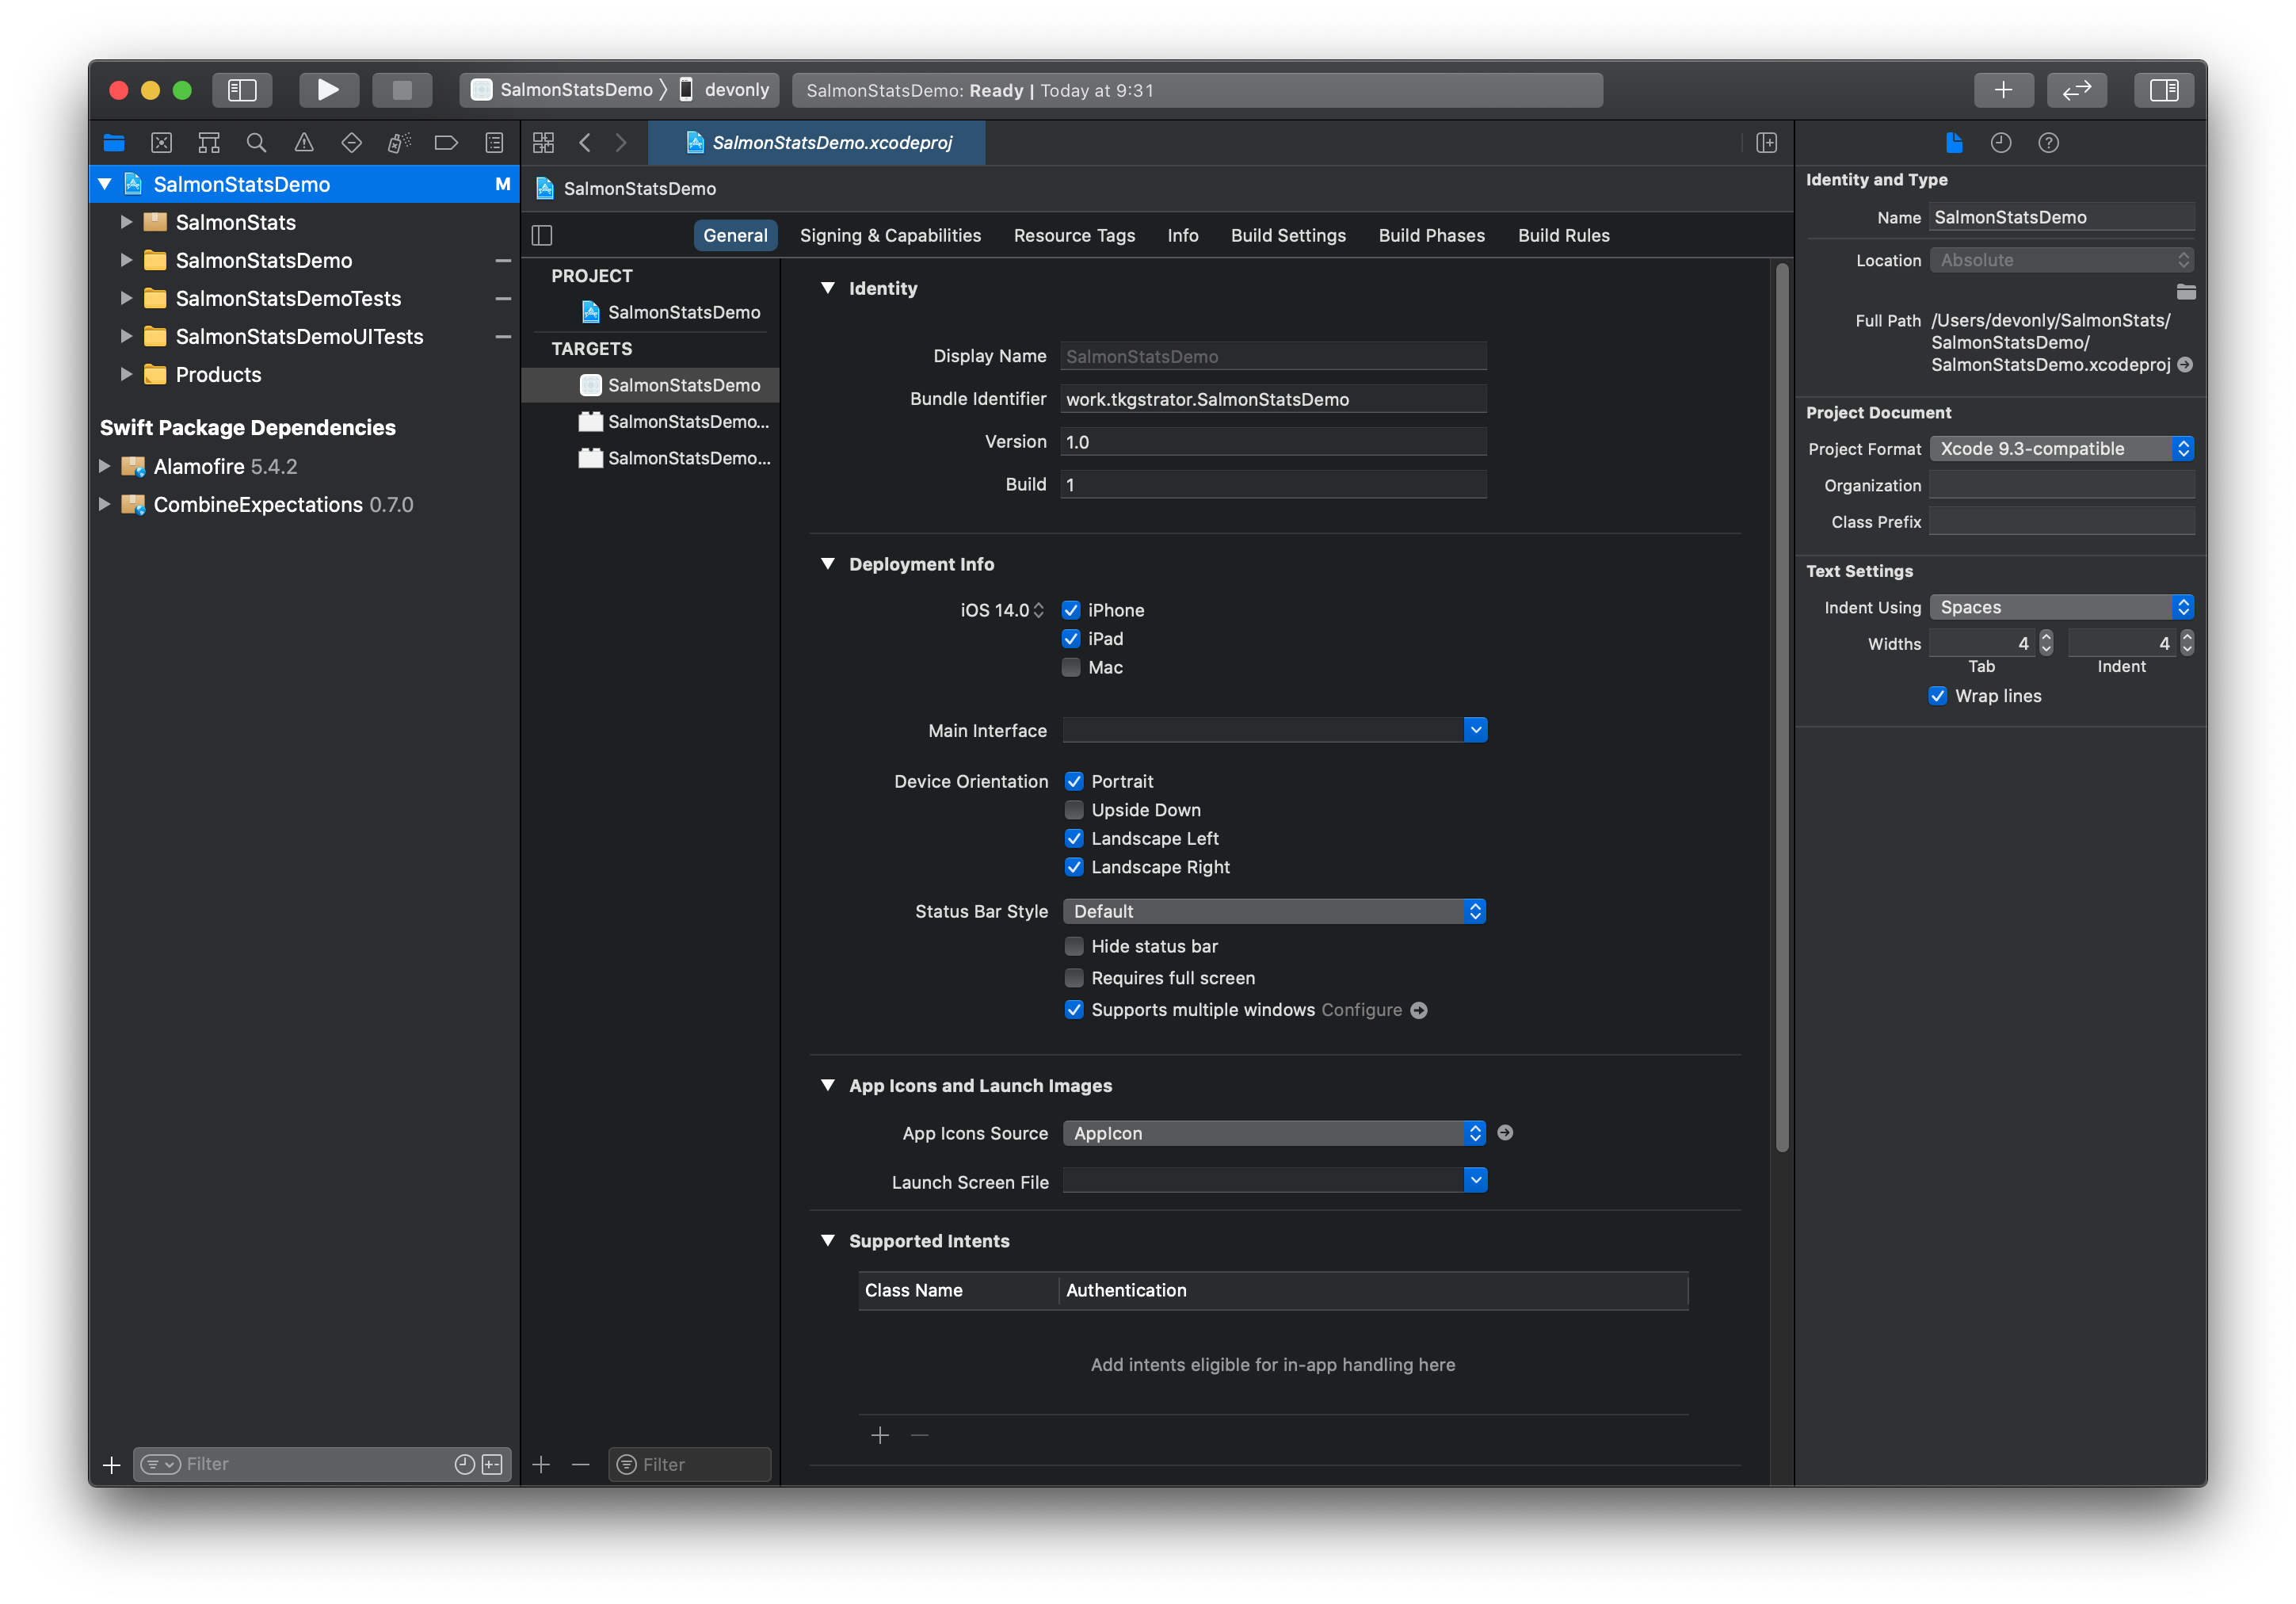 SalmonStatsDemo 〉 devonly
SalmonStatsDemo: Ready | Today at 9:31
SalmonStatsDemo M
SalmonStats
SalmonStatsDemo
SalmonStatsDemoTests
SalmonStatsDemoUITests
Products
Swift Package Dependencies
Alamofire 5.4.2
CombineExpectations 0.7.0
Filter
SalmonStatsDemo.xcodeproj
SalmonStatsDemo
General Signing & Capabilities Resource Tags Info Build Settings Build Phases Build Rules
PROJECT
SalmonStatsDemo
TARGETS
SalmonStatsDemo
SalmonStatsDemo...
SalmonStatsDemo...
Filter
Identity
Display Name SalmonStatsDemo
Bundle Identifier work.tkgstrator.SalmonStatsDemo
Version 1.0
Build 1
Deployment Info
iOS 14.0 iPhone
iPad
Mac
Main Interface
Device Orientation Portrait
Upside Down
Landscape Left
Landscape Right
Status Bar Style Default
Hide status bar
Requires full screen
Supports multiple windows Configure
App Icons and Launch Images
App Icons Source AppIcon
Launch Screen File
Supported Intents
Class Name Authentication
Add intents eligible for in-app handling here
Identity and Type
Name SalmonStatsDemo
Location Absolute
Full Path /Users/devonly/SalmonStats/
SalmonStatsDemo/
SalmonStatsDemo.xcodeproj
Project Document
Project Format Xcode 9.3-compatible
Organization
Class Prefix
Text Settings
Indent Using Spaces
Widths 4 4
Tab Indent
Wrap lines